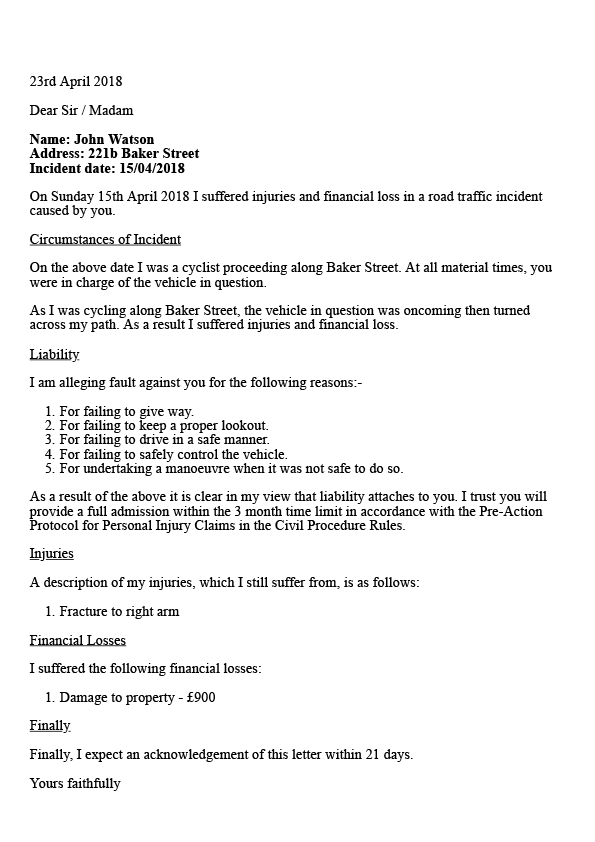 23rd April 2018
Dear Sir / Madam
Name: John Watson
Address: 221b Baker Street
Incident date: 15/04/2018
On Sunday 15th April 2018 I suffered injuries and financial loss in a road traffic incident
caused by you.
Circumstances of Incident
On the above date I was a cyclist proceeding along Baker Street. At all material times, you
were in charge of the vehicle in question.
As I was cycling along Baker Street, the vehicle in question was oncoming then turned
across my path. As a result I suffered injuries and financial loss.
Liability
I am alleging fault against you for the following reasons:-
1. For failing to give way.
2. For failing to keep a proper lookout.
3. For failing to drive in a safe manner.
4. For failing to safely control the vehicle.
5. For undertaking a manoeuvre when it was not safe to do so.
As a result of the above it is clear in my view that liability attaches to you. I trust you will
provide a full admission within the 3 month time limit in accordance with the Pre-Action
Protocol for Personal Injury Claims in the Civil Procedure Rules.
Injuries
A description of my injuries, which I still suffer from, is as follows:
1. Fracture to right arm
Financial Losses
I suffered the following financial losses:
1. Damage to property - £900
Finally
Finally, I expect an acknowledgement of this letter within 21 days.
Yours faithfully